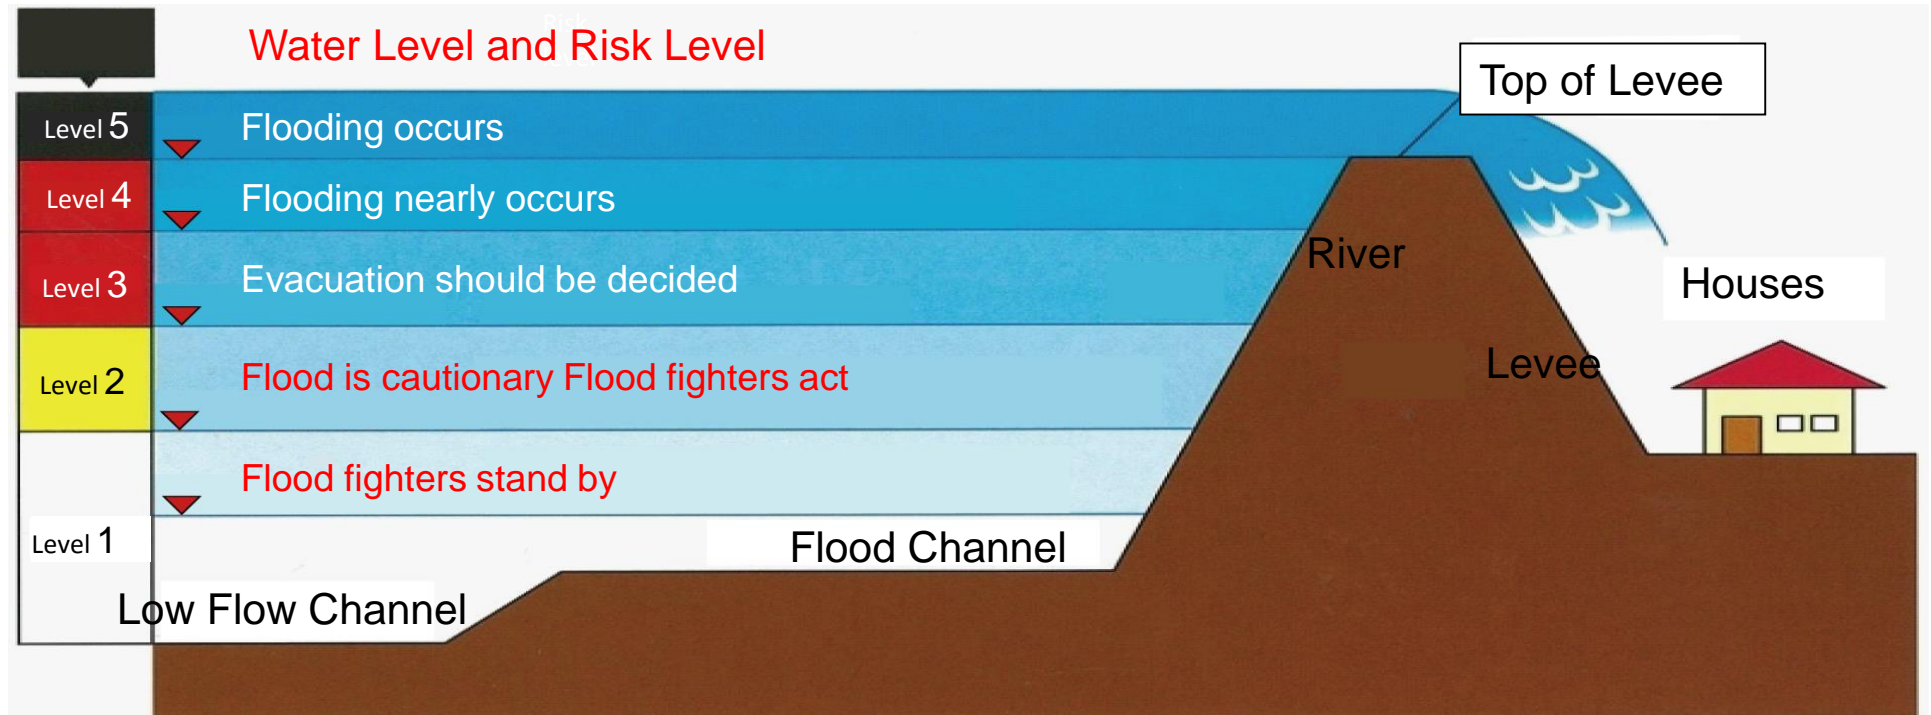 Water Level and Risk Level
Top of Levee
Level 5
Flooding occurs
Level 4
Flooding nearly occurs
River
Level 3
Evacuation should be decided
Houses
Level 2
Flood is cautionary Flood fighters act
Levee
Flood fighters stand by
Level 1
Flood Channel
Low Flow Channel